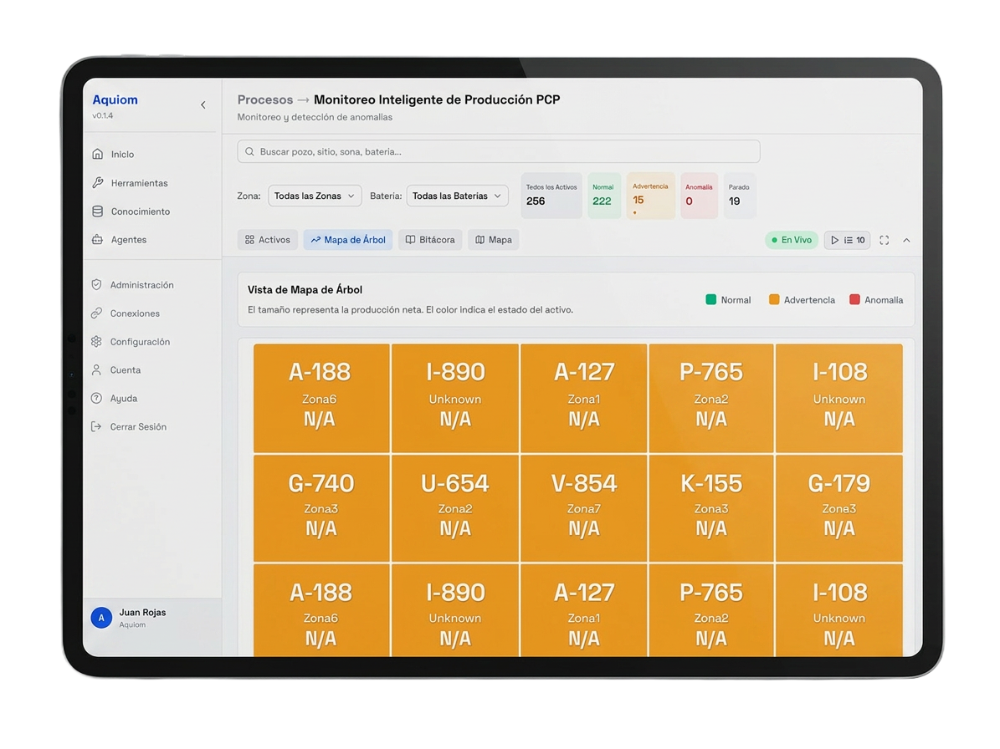 Aquiom
v0.1.4
Inicio
Herramientas
Conocimiento
Agentes
Administración
Conexiones
Configuración
Cuenta
Ayuda
Cerrar Sesión
A
Juan Rojas
Aquiom
Procesos → Monitoreo Inteligente de Producción PCP
Monitoreo y detección de anomalías
Buscar pozo, sitio, sona, bateria...
Zona: Todas las Zonas Bateria: Todas las Baterías
Tedos les Activos
256
Normal
222
Advertencia
15
Anomalía
0
Parado
19
Activos Mapa de Árbol Bitácora Mapa
En Vivo 10
Vista de Mapa de Árbol
El tamaño representa la producción neta. El color indica el estado del activo.
Normal Advertencia Anomalía
A-188 I-890 A-127 P-765 I-108
Zona6 Unknown Zona1 Zona2 Unknown
N/A N/A N/A N/A N/A
G-740 U-654 V-854 K-155 G-179
Zona3 Zona2 Zona7 Zona3 Zona3
N/A N/A N/A N/A N/A
A-188 I-890 A-127 P-765 I-108
Zona6 Unknown Zona1 Zona2 Unknown
N/A N/A N/A N/A N/A